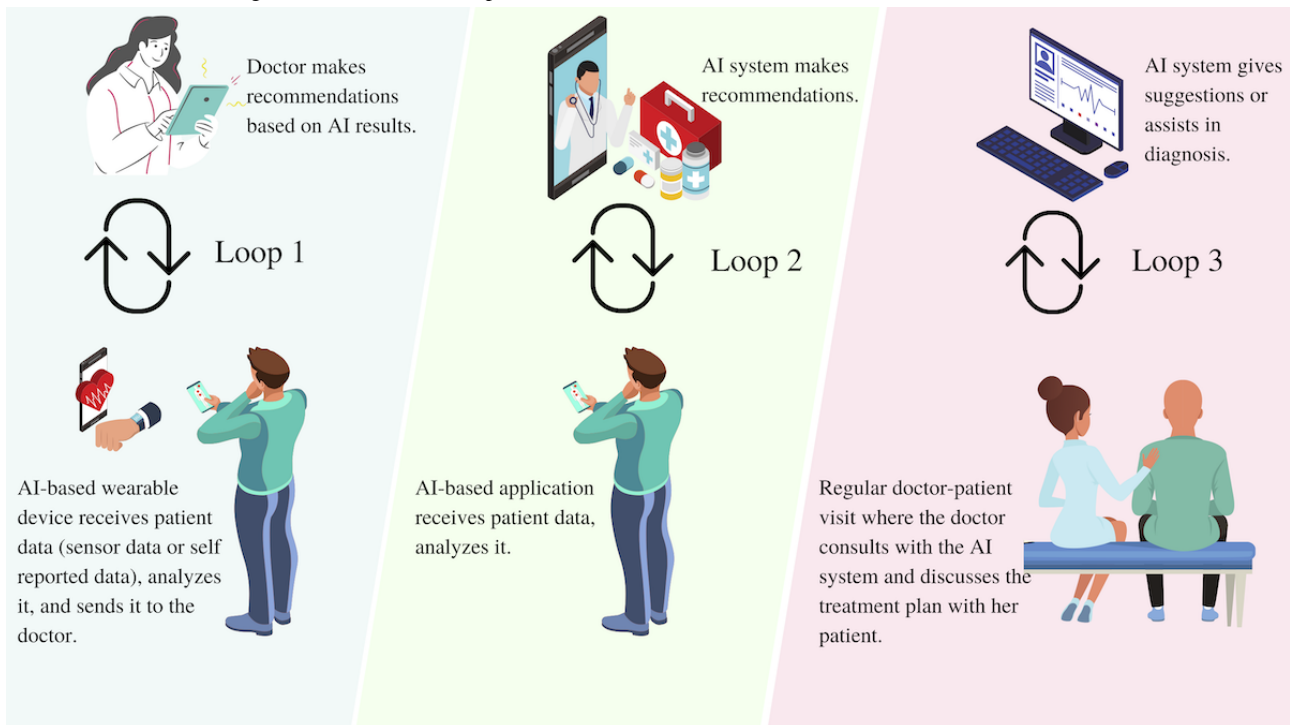 Doctor makes
recommendations
based on AI results.
Loop 1
AI-based wearable
device receives patient
data (sensor data or self
reported data), analyzes
it, and sends it to the
doctor.
AI system makes
recommendations.
Loop 2
AI-based application
receives patient data,
analyzes it.
AI system gives
suggestions or
assists in
diagnosis.
Loop 3
Regular doctor-patient
visit where the doctor
consults with the AI
system and discusses the
treatment plan with her
patient.